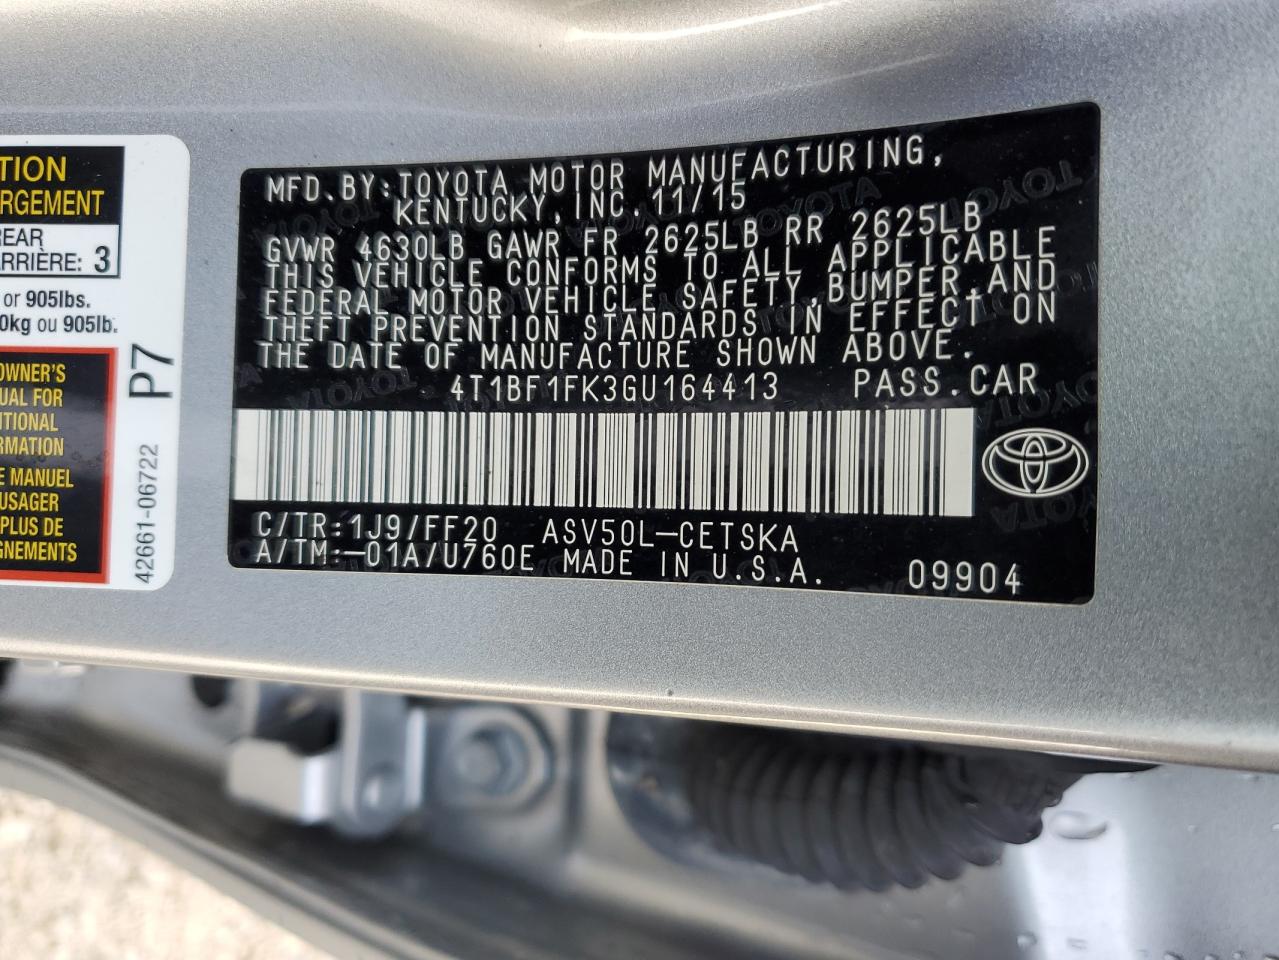 TION
RGEMENT
REAR
ARRIÈRE: 3
or 905lbs.
0kg ou 905lb.
OWNER'S
UAL FOR
ITIONAL
RMATION
E MANUEL
USAGER
PLUS DE
GNEMENTS
P7
42661-06722
MFD.BY:TOYOTA MOTOR MANUFACTURING,
KENTUCKY,INC.11/15
GVWR 4630LB GAWR FR 2625LB RR 2625LB
THIS VEHICLE CONFORMS TO ALL APPLICABLE
FEDERAL MOTOR VEHICLE SAFETY,BUMPER,AND
THEFT PREVENTION STANDARDS IN EFFECT ON
THE DATE OF MANUFACTURE SHOWN ABOVE.
4T1BF1FK3GU164413 PASS.CAR
C/TR:1J9/FF20 ASV50L-CETSKA
A/TM:-01A/U760E MADE IN U.S.A. 09904